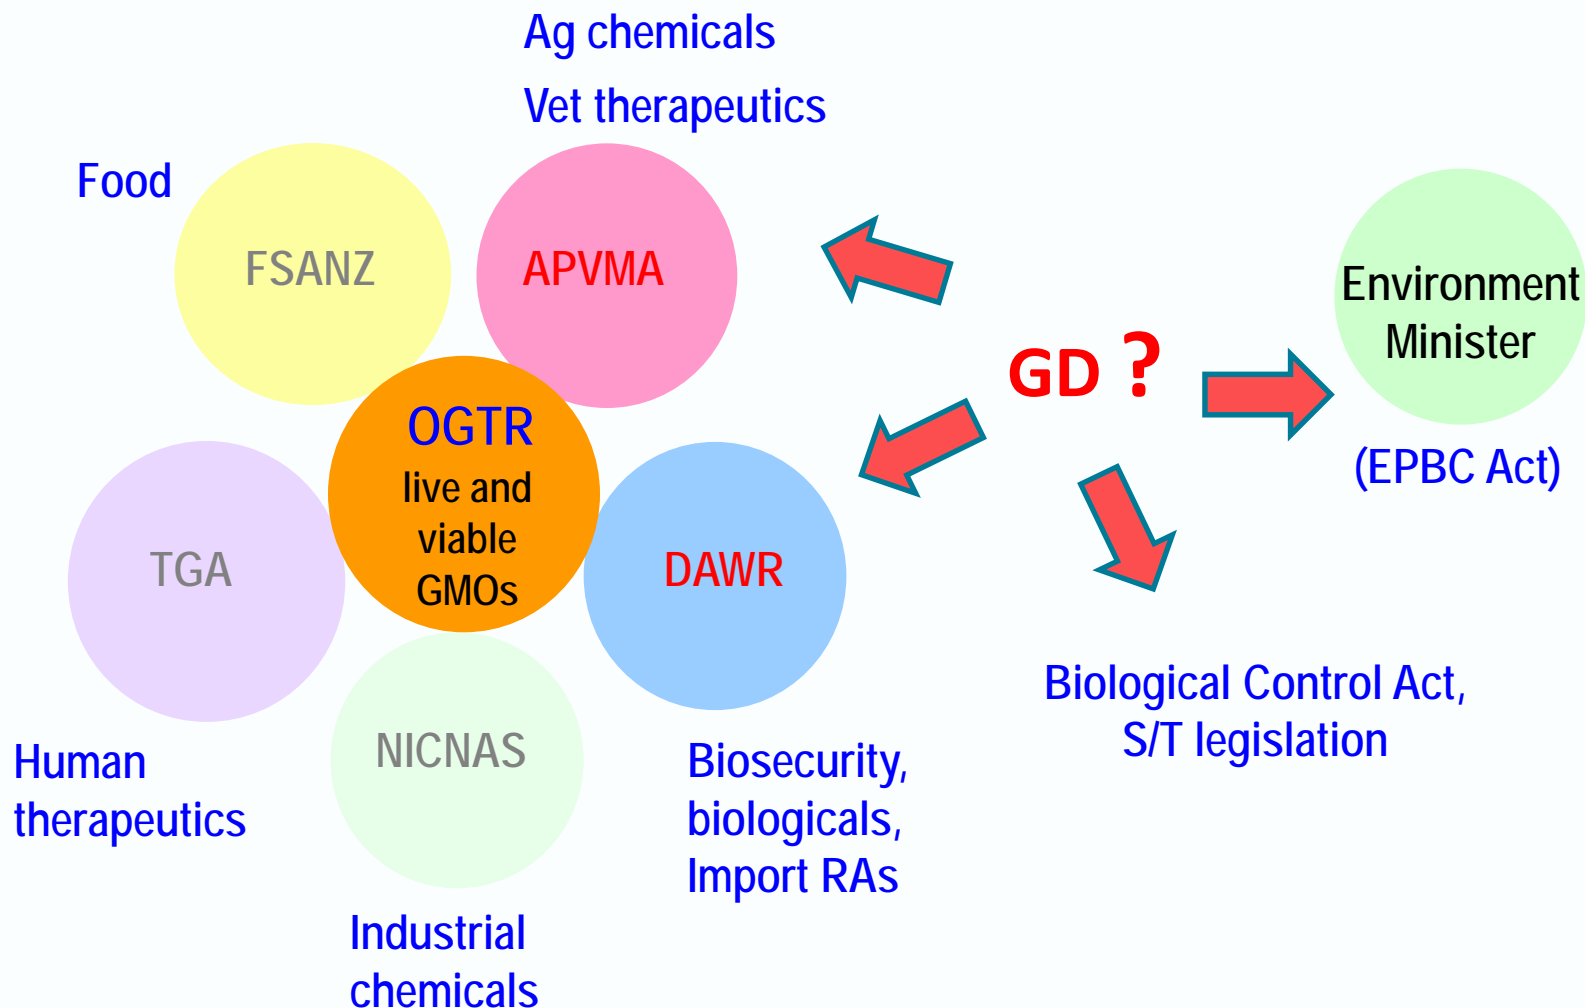 Ag chemicals
Vet therapeutics
Food
FSANZ
APVMA
OGTR
live and
viable
GMOs
TGA
DAWR
NICNAS
Human
therapeutics
Industrial
chemicals
Biosecurity,
biologicals,
Import RAs
GD ?
Environment
Minister
(EPBC Act)
Biological Control Act,
S/T legislation